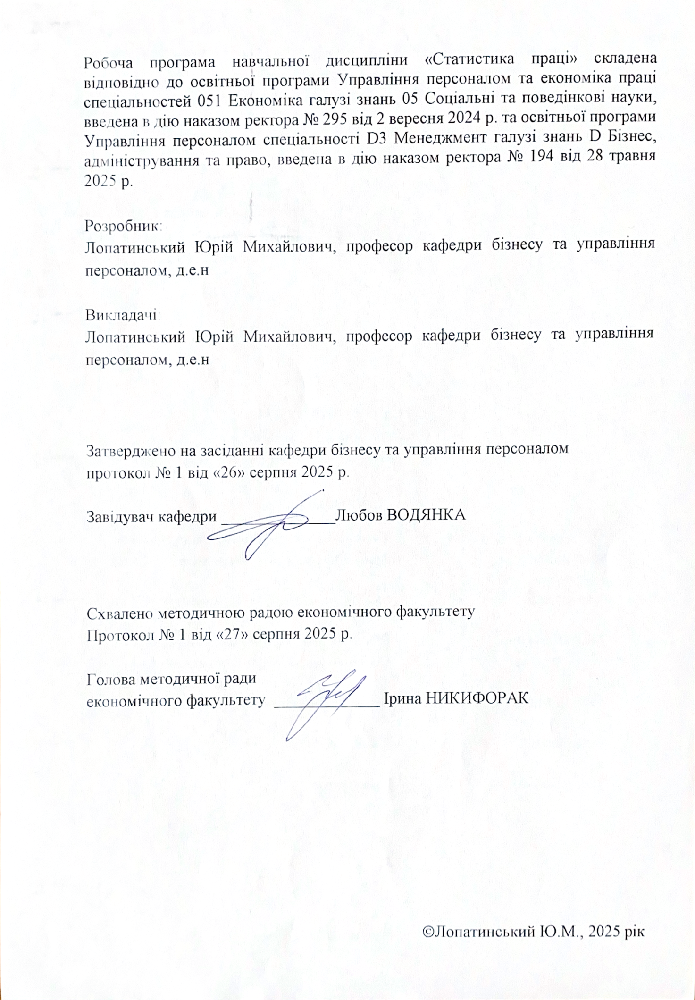 Робоча програма навчальної дисципліни «Статистика праці» складена
відповідно до освітньої програми Управління персоналом та економіка праці
спеціальностей 051 Економіка галузі знань 05 Соціальні та поведінкові науки,
введена в дію наказом ректора № 295 від 2 вересня 2024 р. та освітньої програми
Управління персоналом спеціальності D3 Менеджмент галузі знань D Бізнес,
адміністрування та право, введена в дію наказом ректора № 194 від 28 травня
2025 р.
Розробник:
Лопатинський Юрій Михайлович, професор кафедри бізнесу та управління
персоналом, д.е.н
Викладачі:
Лопатинський Юрій Михайлович, професор кафедри бізнесу та управління
персоналом, д.е.н
Затверджено на засіданні кафедри бізнесу та управління персоналом
протокол № 1 від «26» серпня 2025 р.
Завідувач кафедри ______________Любов ВОДЯНКА
Схвалено методичною радою економічного факультету
Протокол № 1 від «27» серпня 2025 р.
Голова методичної ради
економічного факультету _____________ Ірина НИКИФОРАК
©Лопатинський Ю.М., 2025 рік